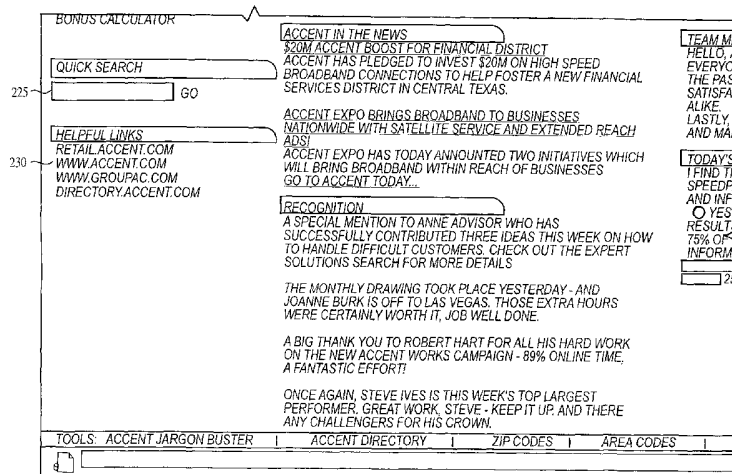 BONUS CALCULATOR
QUICK SEARCH
225
GO
HELPFUL LINKS
230
RETAIL.ACCENT.COM
WWW.ACCENT.COM
WWW.GROUPAC.COM
DIRECTORY.ACCENT.COM
ACCENT IN THE NEWS
$20M ACCENT BOOST FOR FINANCIAL DISTRICT
ACCENT HAS PLEDGED TO INVEST $20M ON HIGH SPEED
BROADBAND CONNECTIONS TO HELP FOSTER A NEW FINANCIAL
SERVICES DISTRICT IN CENTRAL TEXAS.
ACCENT EXPO BRINGS BROADBAND TO BUSINESSES
NATIONWIDE WITH SATELLITE SERVICE AND EXTENDED REACH
ADS!
ACCENT EXPO HAS TODAY ANNOUNTED TWO INITIATIVES WHICH
WILL BRING BROADBAND WITHIN REACH OF BUSINESSES
GO TO ACCENT TODAY...
RECOGNITION
A SPECIAL MENTION TO ANNE ADVISOR WHO HAS
SUCCESSFULLY CONTRIBUTED THREE IDEAS THIS WEEK ON HOW
TO HANDLE DIFFICULT CUSTOMERS. CHECK OUT THE EXPERT
SOLUTIONS SEARCH FOR MORE DETAILS
THE MONTHLY DRAWING TOOK PLACE YESTERDAY - AND
JOANNE BURK IS OFF TO LAS VEGAS. THOSE EXTRA HOURS
WERE CERTAINLY WORTH IT, JOB WELL DONE.
A BIG THANK YOU TO ROBERT HART FOR ALL HIS HARD WORK
ON THE NEW ACCENT WORKS CAMPAIGN - 89% ONLINE TIME,
A FANTASTIC EFFORT!
ONCE AGAIN, STEVE IVES IS THIS WEEK'S TOP LARGEST
PERFORMER. GREAT WORK, STEVE - KEEP IT UP. AND THERE
ANY CHALLENGERS FOR HIS CROWN.
TEAM M
HELLO,
EVERYO
THE PAS
SATISFA
ALIKE.
LASTLY,
AND MA
TODAY'S
I FIND T
SPEEDP
AND INF
YES
RESULT
75% OF
INFORM
TOOLS: ACCENT JARGON BUSTER | ACCENT DIRECTORY | ZIP CODES | AREA CODES |